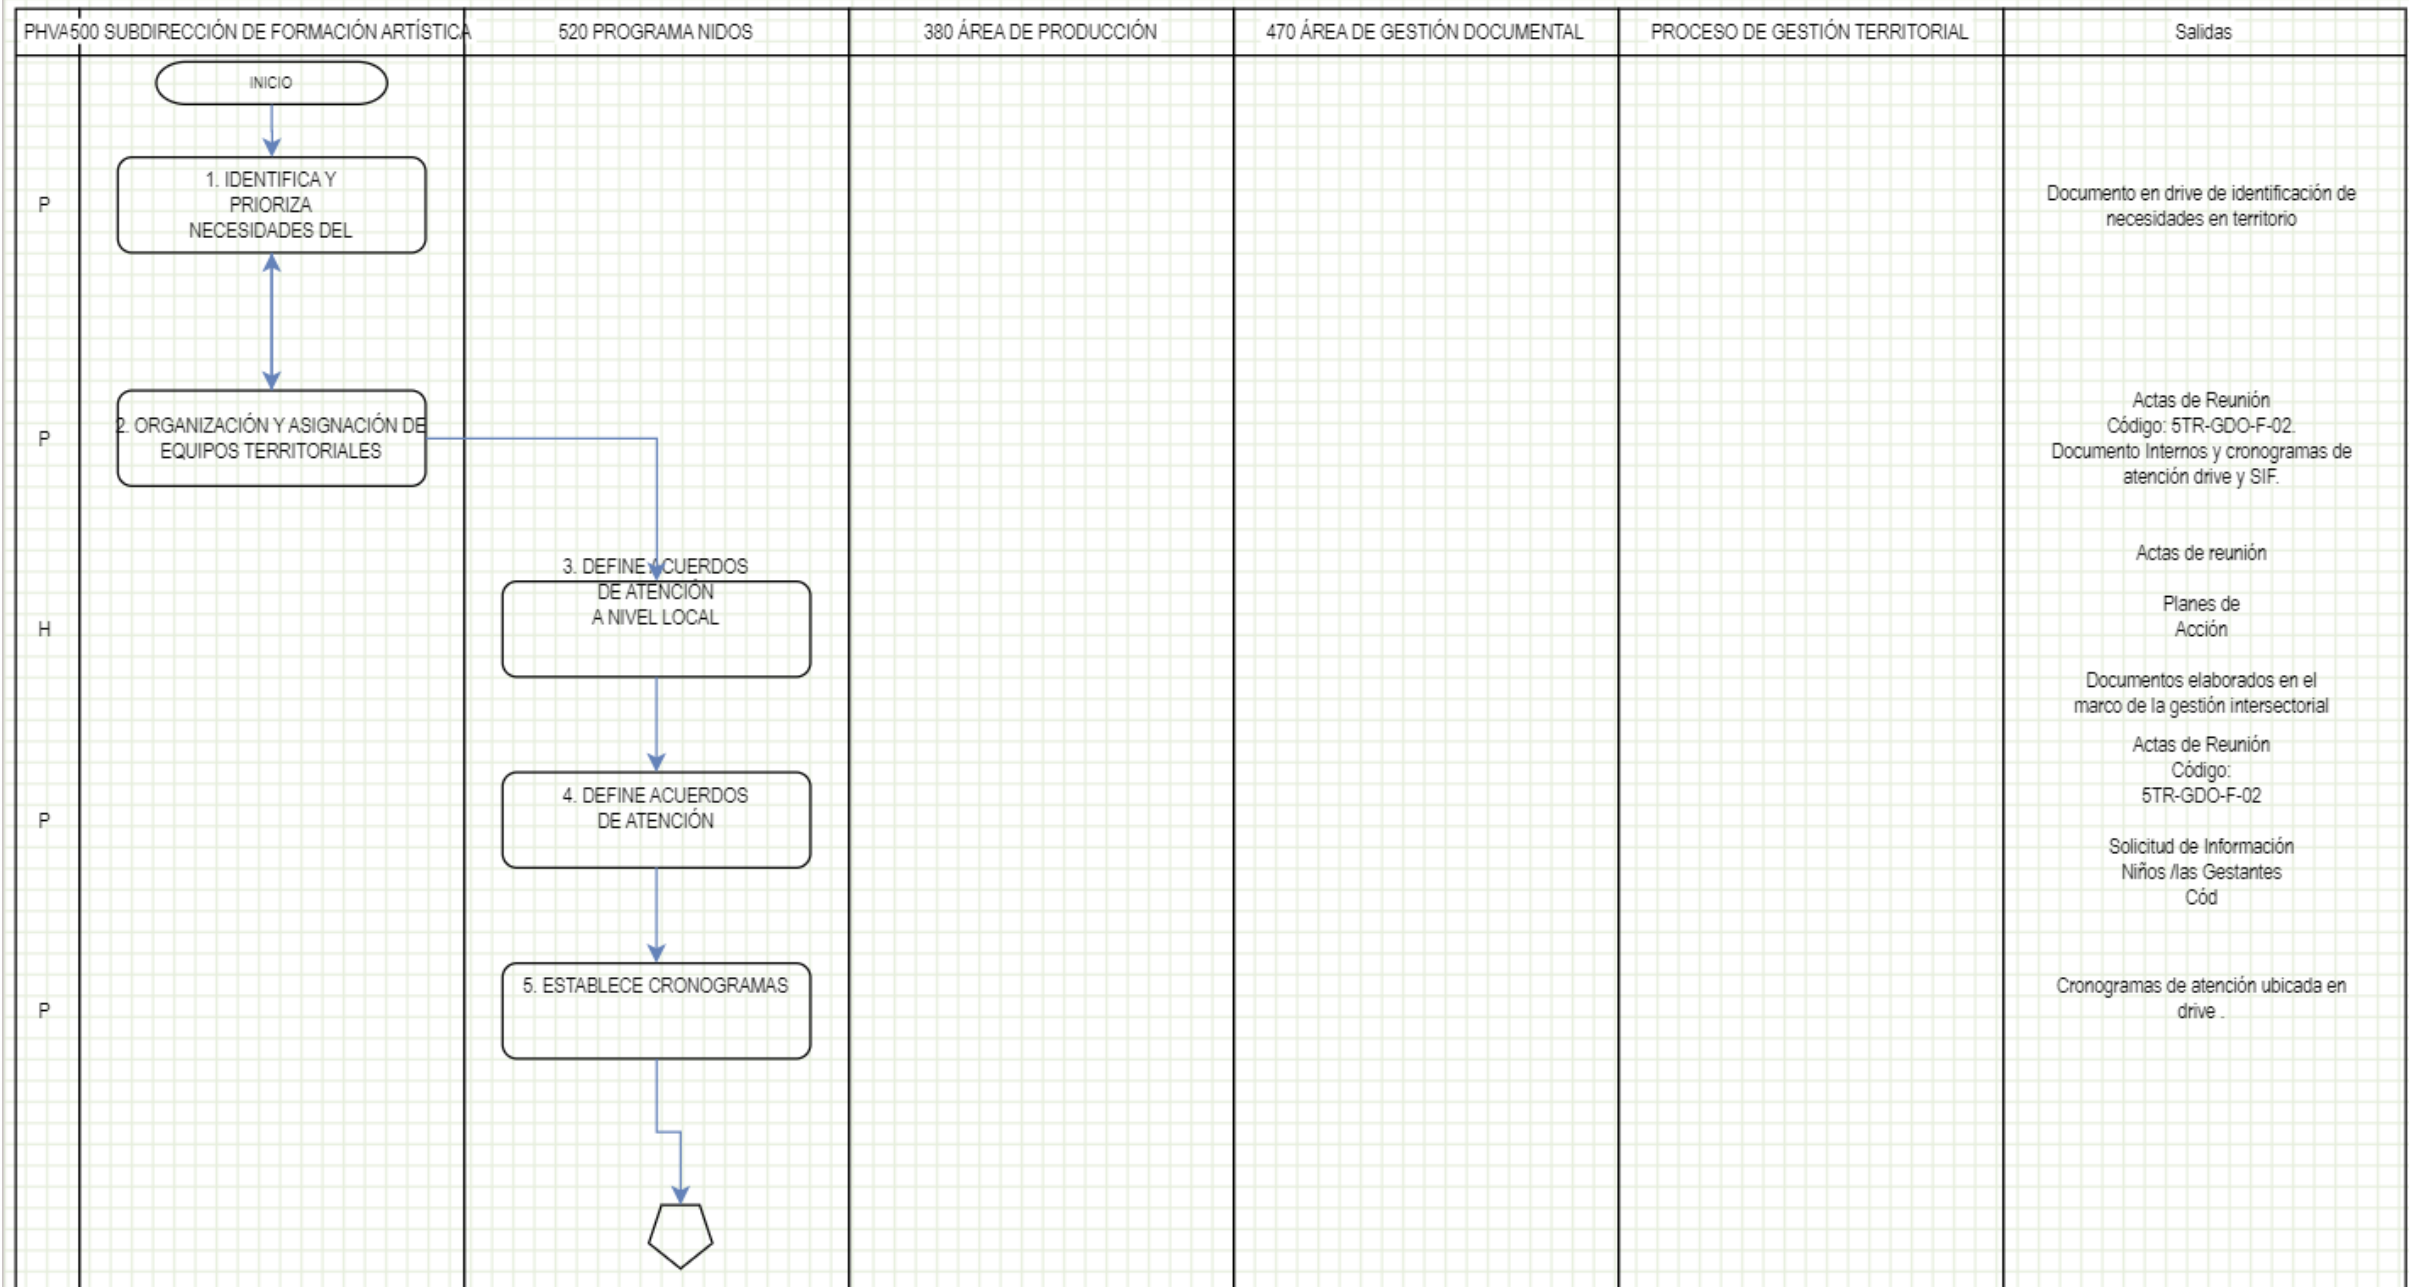 PHVA
500 SUBDIRECCIÓN DE FORMACIÓN ARTÍSTICA
520 PROGRAMA NIDOS
380 ÁREA DE PRODUCCIÓN
470 ÁREA DE GESTIÓN DOCUMENTAL
PROCESO DE GESTIÓN TERRITORIAL
Salidas
INICIO
P
1. IDENTIFICA Y
PRIORIZA
NECESIDADES DEL
Documento en drive de identificación de
necesidades en territorio
P
2. ORGANIZACIÓN Y ASIGNACIÓN DE
EQUIPOS TERRITORIALES
Actas de Reunión
Código: 5TR-GDO-F-02.
Documento Internos y cronogramas de
atención drive y SIF.
H
3. DEFINE ACUERDOS
DE ATENCIÓN
A NIVEL LOCAL
Actas de reunión
Planes de
Acción
Documentos elaborados en el
marco de la gestión intersectorial
P
4. DEFINE ACUERDOS
DE ATENCIÓN
Actas de Reunión
Código:
5TR-GDO-F-02
Solicitud de Información
Niños /las Gestantes
Cód
P
5. ESTABLECE CRONOGRAMAS
Cronogramas de atención ubicada en
drive .